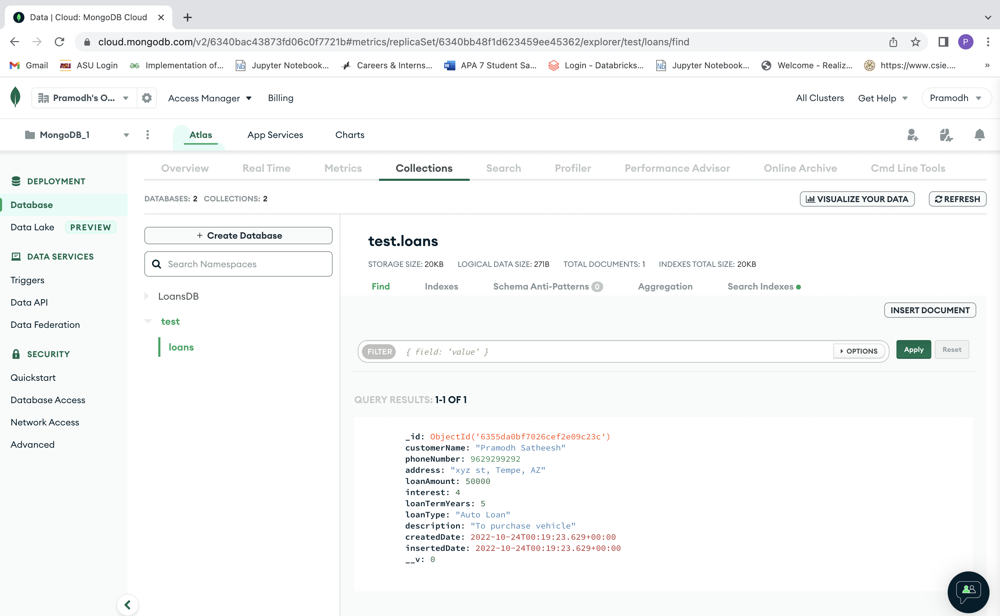 Data | Cloud: MongoDB Cloud
cloud.mongodb.com/v2/6340bac43873fd06c0f7721b#metrics/replicaSet/6340bb48f1d623459ee45362/explorer/test/loans/find
P
Gmail ASU Login Implementation of... Jupyter Notebook... Careers & Interns... APA 7 Student Sa... Login - Databricks... Jupyter Notebook... Welcome - Realiz... https://www.csie.... »
Pramodh's O... Access Manager Billing All Clusters Get Help Pramodh
MongoDB_1 Atlas App Services Charts
Overview Real Time Metrics Collections Search Profiler Performance Advisor Online Archive Cmd Line Tools
DEPLOYMENT
Database
Data Lake PREVIEW
DATA SERVICES
Triggers
Data API
Data Federation
SECURITY
Quickstart
Database Access
Network Access
Advanced
DATABASES: 2 COLLECTIONS: 2
VISUALIZE YOUR DATA REFRESH
+ Create Database
Search Namespaces
LoansDB
test
loans
test.loans
STORAGE SIZE: 20KB LOGICAL DATA SIZE: 271B TOTAL DOCUMENTS: 1 INDEXES TOTAL SIZE: 20KB
Find Indexes Schema Anti-Patterns 0 Aggregation Search Indexes
INSERT DOCUMENT
FILTER { field: 'value' } OPTIONS Apply Reset
QUERY RESULTS: 1-1 OF 1
_id: ObjectId('6355da0bf7026cef2e09c23c')
customerName: "Pramodh Satheesh"
phoneNumber: 9629299292
address: "xyz st, Tempe, AZ"
loanAmount: 50000
interest: 4
loanTermYears: 5
loanType: "Auto Loan"
description: "To purchase vehicle"
createdDate: 2022-10-24T00:19:23.629+00:00
insertedDate: 2022-10-24T00:19:23.629+00:00
__v: 0